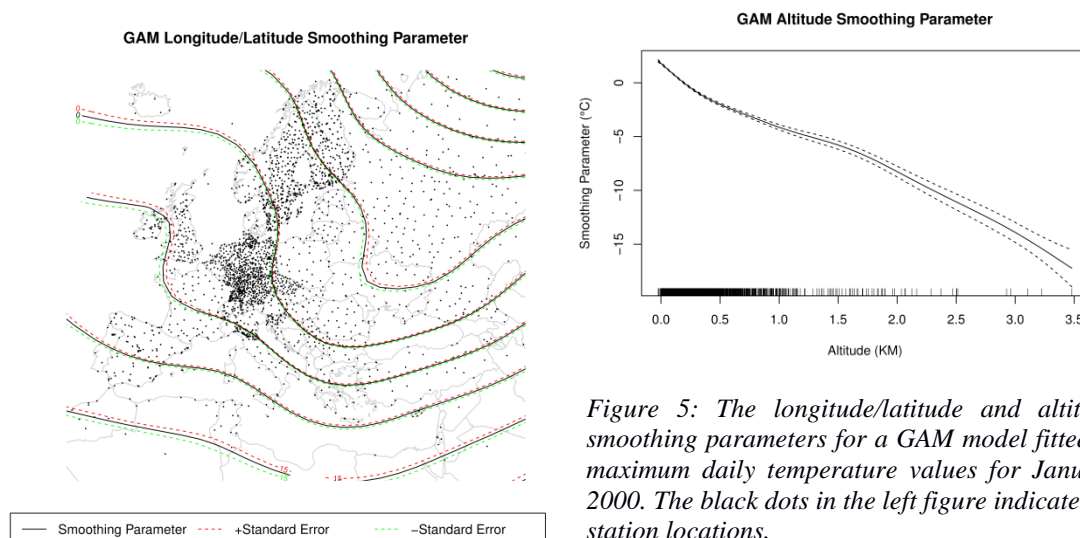 GAM Longitude/Latitude Smoothing Parameter
0
0
0
15
15
15
Smoothing Parameter
+Standard Error
−Standard Error
GAM Altitude Smoothing Parameter
Smoothing Parameter (°C)
0
−5
−10
−15
0.0 0.5 1.0 1.5 2.0 2.5 3.0 3.5
Altitude (KM)
Figure 5: The longitude/latitude and altit
smoothing parameters for a GAM model fitted
maximum daily temperature values for Janu
2000. The black dots in the left figure indicate
station locations.